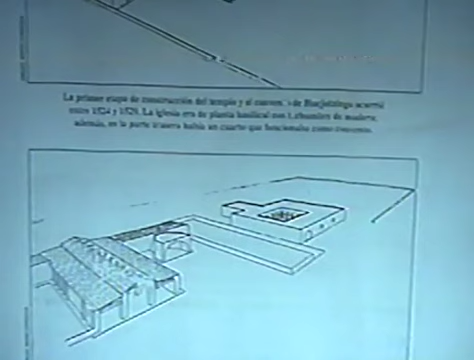 La primer etapa de construcción del templo y el convento de Huejotzingo ocurrió
entre 1524 y 1529. La iglesia era de planta basilical con techumbre de madera;
además, en la parte trasera había un cuarto que funcionaba como convento.